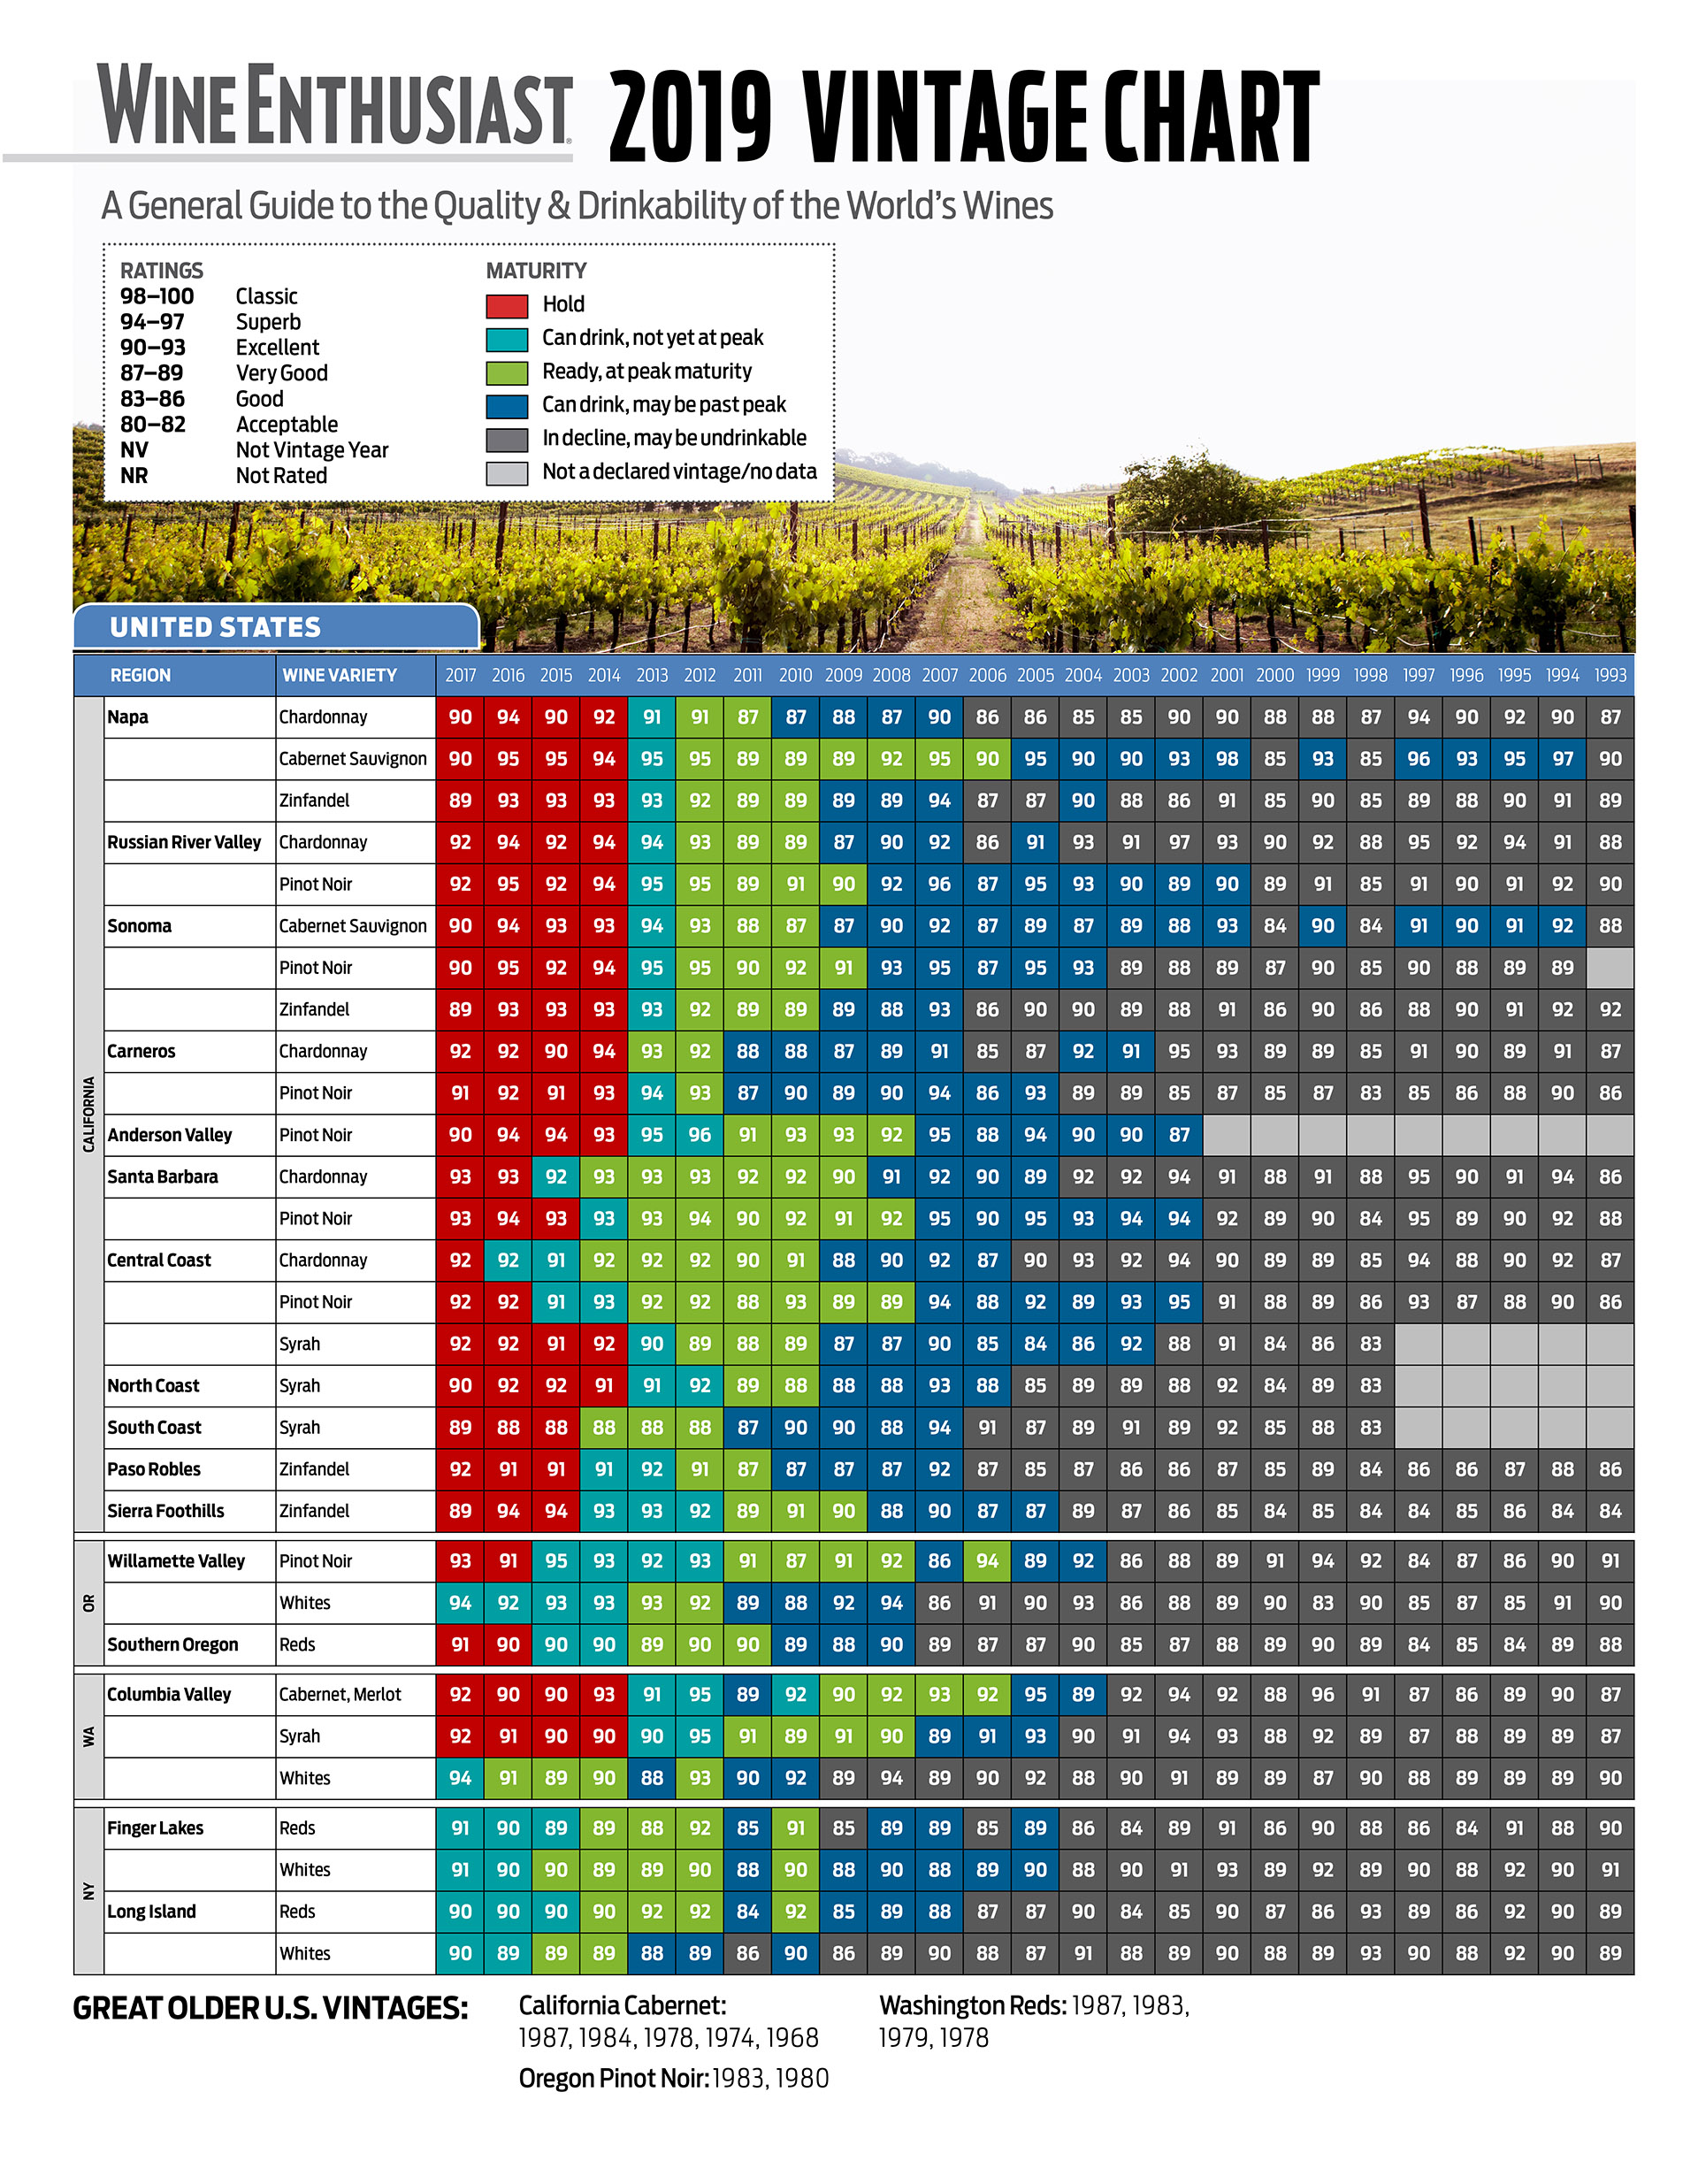 WINE ENTHUSIAST® 2019 VINTAGE CHART
A General Guide to the Quality & Drinkability of the World's Wines
RATINGS
98–100 Classic
94–97 Superb
90–93 Excellent
87–89 Very Good
83–86 Good
80–82 Acceptable
NV Not Vintage Year
NR Not Rated
MATURITY
Hold
Can drink, not yet at peak
Ready, at peak maturity
Can drink, may be past peak
In decline, may be undrinkable
Not a declared vintage/no data
UNITED STATES
REGION WINE VARIETY 2017 2016 2015 2014 2013 2012 2011 2010 2009 2008 2007 2006 2005 2004 2003 2002 2001 2000 1999 1998 1997 1996 1995 1994 1993
CALIFORNIA
Napa Chardonnay 90 94 90 92 91 91 87 87 88 87 90 86 86 85 85 90 90 88 88 87 94 90 92 90 87
Cabernet Sauvignon 90 95 95 94 95 95 89 89 89 92 95 90 95 90 90 93 98 85 93 85 96 93 95 97 90
Zinfandel 89 93 93 93 93 92 89 89 89 89 94 87 87 90 88 86 91 85 90 85 89 88 90 91 89
Russian River Valley Chardonnay 92 94 92 94 94 93 89 89 87 90 92 86 91 93 91 97 93 90 92 88 95 92 94 91 88
Pinot Noir 92 95 92 94 95 95 89 91 90 92 96 87 95 93 90 89 90 89 91 85 91 90 91 92 90
Sonoma Cabernet Sauvignon 90 94 93 93 94 93 88 87 87 90 92 87 89 87 89 88 93 84 90 84 91 90 91 92 88
Pinot Noir 90 95 92 94 95 95 90 92 91 93 95 87 95 93 89 88 89 87 90 85 90 88 89 89
Zinfandel 89 93 93 93 93 92 89 89 89 88 93 86 90 90 89 88 91 86 90 86 88 90 91 92 92
Carneros Chardonnay 92 92 90 94 93 92 88 88 87 89 91 85 87 92 91 95 93 89 89 85 91 90 89 91 87
Pinot Noir 91 92 91 93 94 93 87 90 89 90 94 86 93 89 89 85 87 85 87 83 85 86 88 90 86
Anderson Valley Pinot Noir 90 94 94 93 95 96 91 93 93 92 95 88 94 90 90 87
Santa Barbara Chardonnay 93 93 92 93 93 93 92 92 90 91 92 90 89 92 92 94 91 88 91 88 95 90 91 94 86
Pinot Noir 93 94 93 93 93 94 90 92 91 92 95 90 95 93 94 94 92 89 90 84 95 89 90 92 88
Central Coast Chardonnay 92 92 91 92 92 92 90 91 88 90 92 87 90 93 92 94 90 89 89 85 94 88 90 92 87
Pinot Noir 92 92 91 93 92 92 88 93 89 89 94 88 92 89 93 95 91 88 89 86 93 87 88 90 86
Syrah 92 92 91 92 90 89 88 89 87 87 90 85 84 86 92 88 91 84 86 83
North Coast Syrah 90 92 92 91 91 92 89 88 88 88 93 88 85 89 89 88 92 84 89 83
South Coast Syrah 89 88 88 88 88 88 87 90 90 88 94 91 87 89 91 89 92 85 88 83
Paso Robles Zinfandel 92 91 91 91 92 91 87 87 87 87 92 87 85 87 86 86 87 85 89 84 86 86 87 88 86
Sierra Foothills Zinfandel 89 94 94 93 93 92 89 91 90 88 90 87 87 89 87 86 85 84 85 84 84 85 86 84 84
OR
Willamette Valley Pinot Noir 93 91 95 93 92 93 91 87 91 92 86 94 89 92 86 88 89 91 94 92 84 87 86 90 91
Whites 94 92 93 93 93 92 89 88 92 94 86 91 90 93 86 88 89 90 83 90 85 87 85 91 90
Southern Oregon Reds 91 90 90 90 89 90 90 89 88 90 89 87 87 90 85 87 88 89 90 89 84 85 84 89 88
WA
Columbia Valley Cabernet, Merlot 92 90 90 93 91 95 89 92 90 92 93 92 95 89 92 94 92 88 96 91 87 86 89 90 87
Syrah 92 91 90 90 90 95 91 89 91 90 89 91 93 90 91 94 93 88 92 89 87 88 89 89 87
Whites 94 91 89 90 88 93 90 92 89 94 89 90 92 88 90 91 89 89 87 90 88 89 89 89 90
NY
Finger Lakes Reds 91 90 89 89 88 92 85 91 85 89 89 85 89 86 84 89 91 86 90 88 86 84 91 88 90
Whites 91 90 90 89 89 90 88 90 88 90 88 89 90 88 90 91 93 89 92 89 90 88 92 90 91
Long Island Reds 90 90 90 90 92 92 84 92 85 89 88 87 87 90 84 85 90 87 86 93 89 86 92 90 89
Whites 90 89 89 89 88 89 86 90 86 89 90 88 87 91 88 89 90 88 89 93 90 88 92 90 89
GREAT OLDER U.S. VINTAGES:
California Cabernet:
1987, 1984, 1978, 1974, 1968
Oregon Pinot Noir: 1983, 1980
Washington Reds: 1987, 1983,
1979, 1978